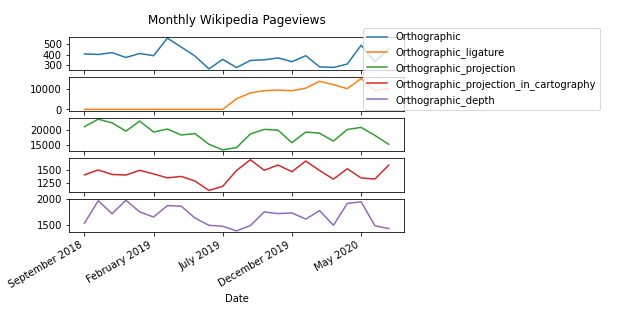 Monthly Wikipedia Pageviews
Orthographic
Orthographic_ligature
Orthographic_projection
Orthographic_projection_in_cartography
Orthographic_depth
500
400
300
10000
0
20000
15000
1500
1250
2000
1500
September 2018
February 2019
July 2019
December 2019
May 2020
Date